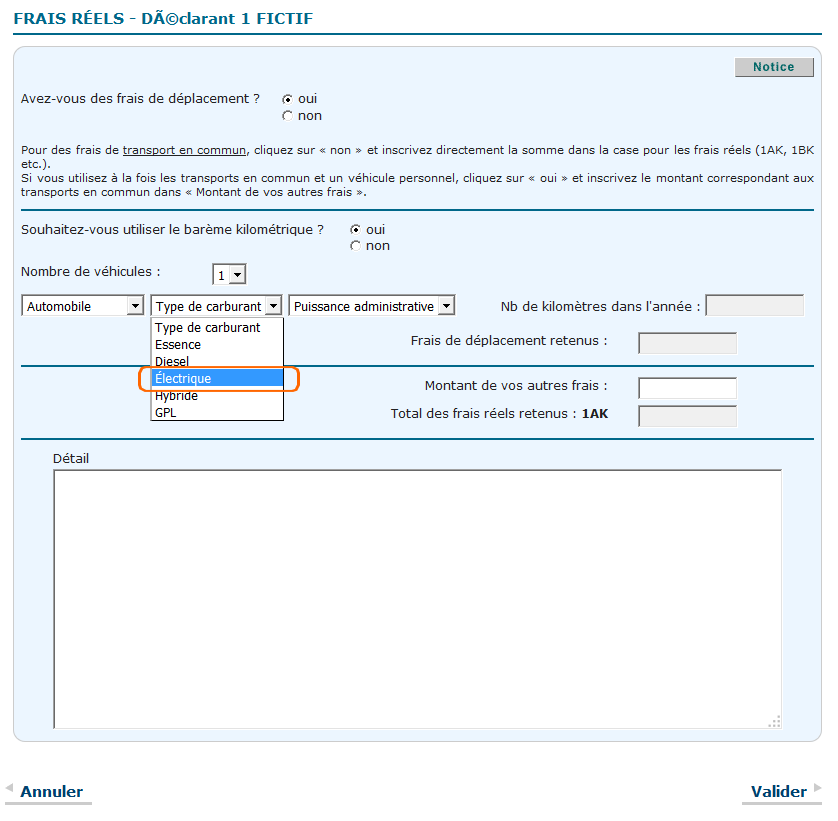 FRAIS RÉELS - DÃ©clarant 1 FICTIF
Notice
Avez-vous des frais de déplacement ?
oui
non
Pour des frais de transport en commun, cliquez sur « non » et inscrivez directement la somme dans la case pour les frais réels (1AK, 1BK
etc.).
Si vous utilisez à la fois les transports en commun et un véhicule personnel, cliquez sur « oui » et inscrivez le montant correspondant aux
transports en commun dans « Montant de vos autres frais ».
Souhaitez-vous utiliser le barème kilométrique ?
oui
non
Nombre de véhicules : 1
Automobile Type de carburant Puissance administrative Nb de kilomètres dans l'année :
Type de carburant
Essence
Diesel
Électrique
Hybride
GPL
Frais de déplacement retenus :
Montant de vos autres frais :
Total des frais réels retenus : 1AK
Détail
Annuler
Valider